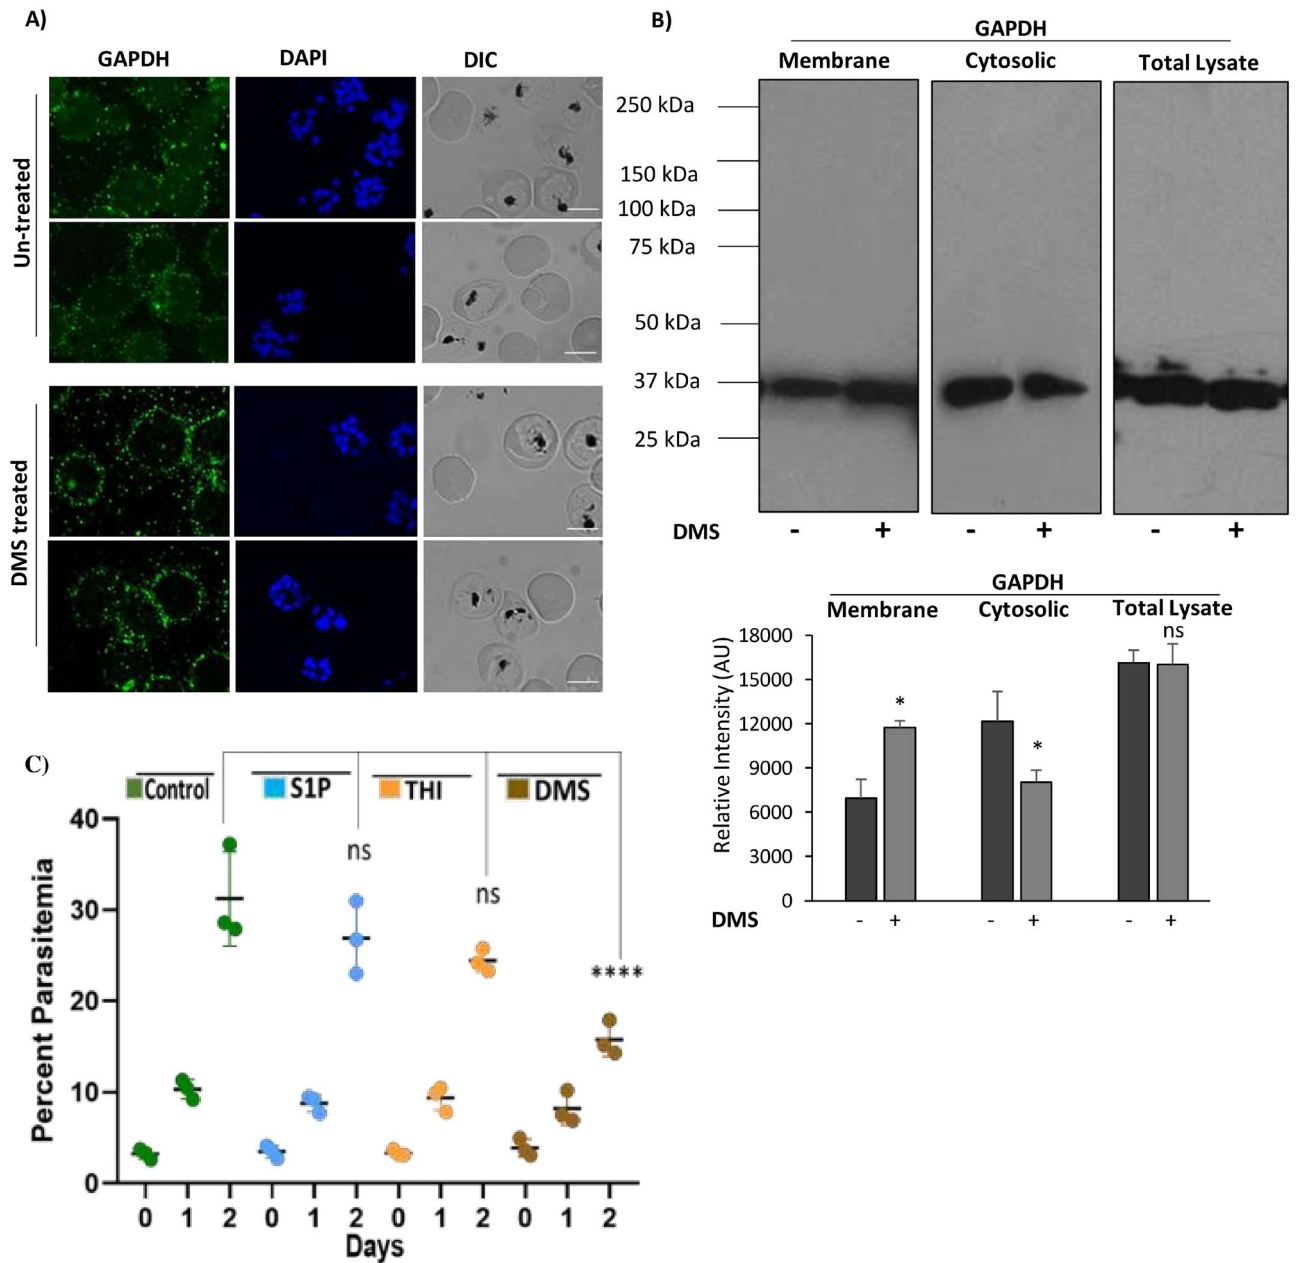 A)
GAPDH DAPI DIC
Un-treated
DMS treated
B)
GAPDH
Membrane Cytosolic Total Lysate
250 kDa
150 kDa
100 kDa
75 kDa
50 kDa
37 kDa
25 kDa
DMS - + - + - +
GAPDH
Membrane Cytosolic Total Lysate
ns
*
*
Relative Intensity (AU)
18000
15000
12000
9000
6000
3000
0
DMS - + - + - +
C)
Control S1P THI DMS
ns
ns
****
Percent Parasitemia
40
30
20
10
0
0 1 2 0 1 2 0 1 2 0 1 2
Days